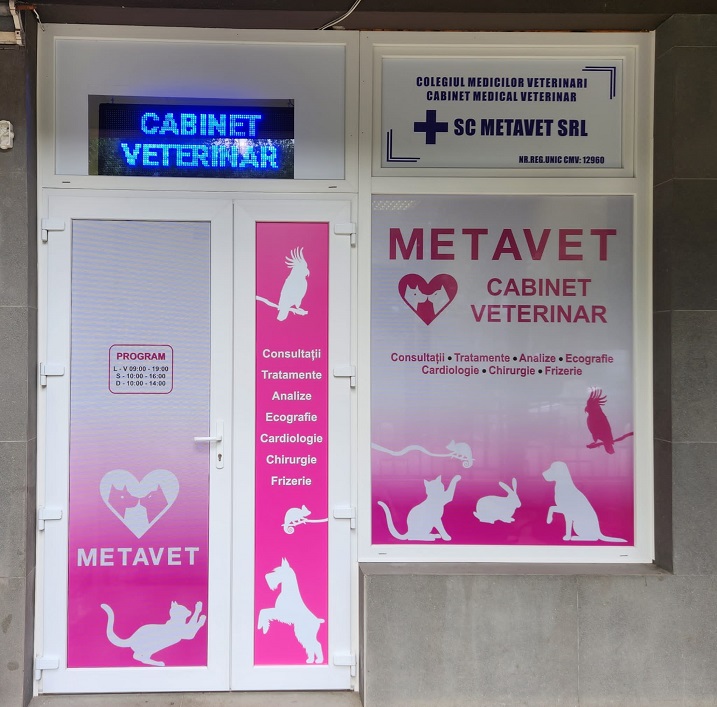 CABINET
VETERINAR
COLEGIUL MEDICILOR VETERINARI
CABINET MEDICAL VETERINAR
SC METAVET SRL
NR.REG.UNIC CMV: 12960
PROGRAM
L - V 09:00 - 19:00
S - 10:00 - 16:00
D - 10:00 - 14:00
METAVET
Consultații
Tratamente
Analize
Ecografie
Cardiologie
Chirurgie
Frizerie
METAVET
CABINET
VETERINAR
Consultații • Tratamente • Analize • Ecografie
Cardiologie • Chirurgie • Frizerie